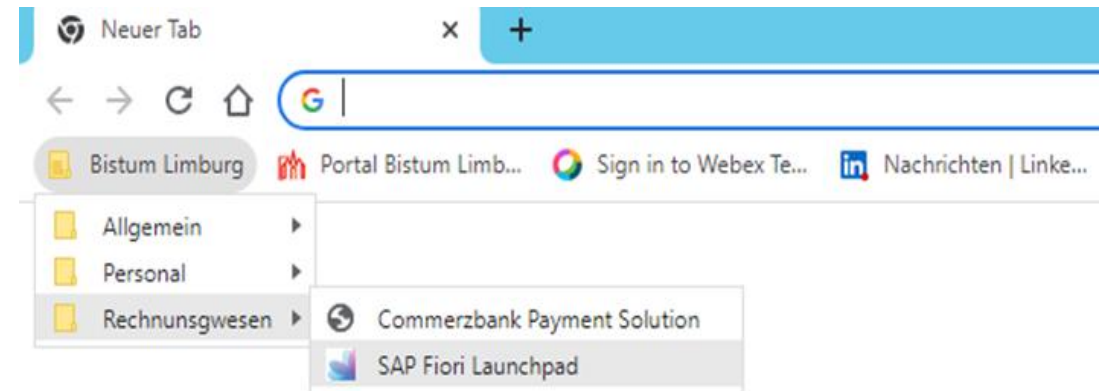 Neuer Tab
Bistum Limburg Portal Bistum Limb... Sign in to Webex Te... Nachrichten | Linke...
Allgemein
Personal
Rechnunsgwesen Commerzbank Payment Solution
SAP Fiori Launchpad